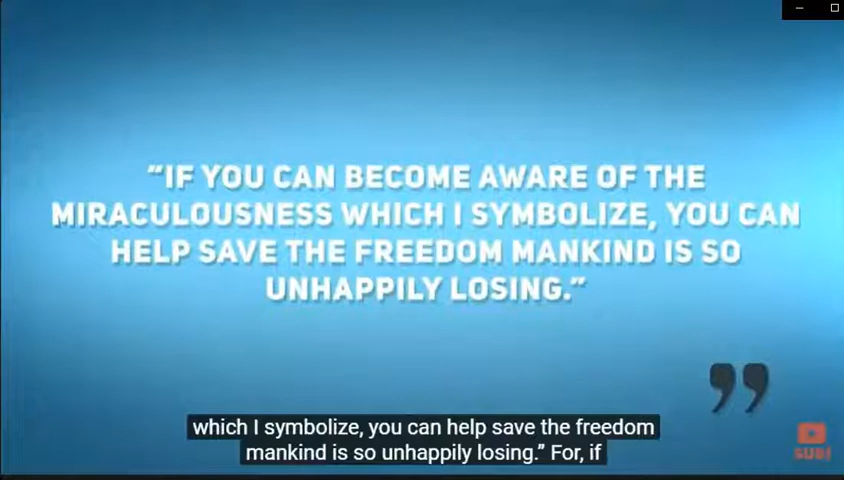 “IF YOU CAN BECOME AWARE OF THE
MIRACULOUSNESS WHICH I SYMBOLIZE, YOU CAN
HELP SAVE THE FREEDOM MANKIND IS SO
UNHAPPILY LOSING.”
”
which I symbolize, you can help save the freedom
mankind is so unhappily losing.” For, if
SUB!